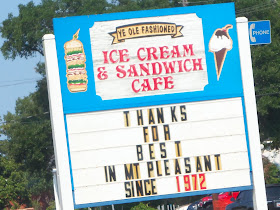 YE OLE FASHIONED
ICE CREAM
& SANDWICH
CAFE
PHONE
THANKS
FOR
BEST
IN MT PLEASANT
SINCE 1972